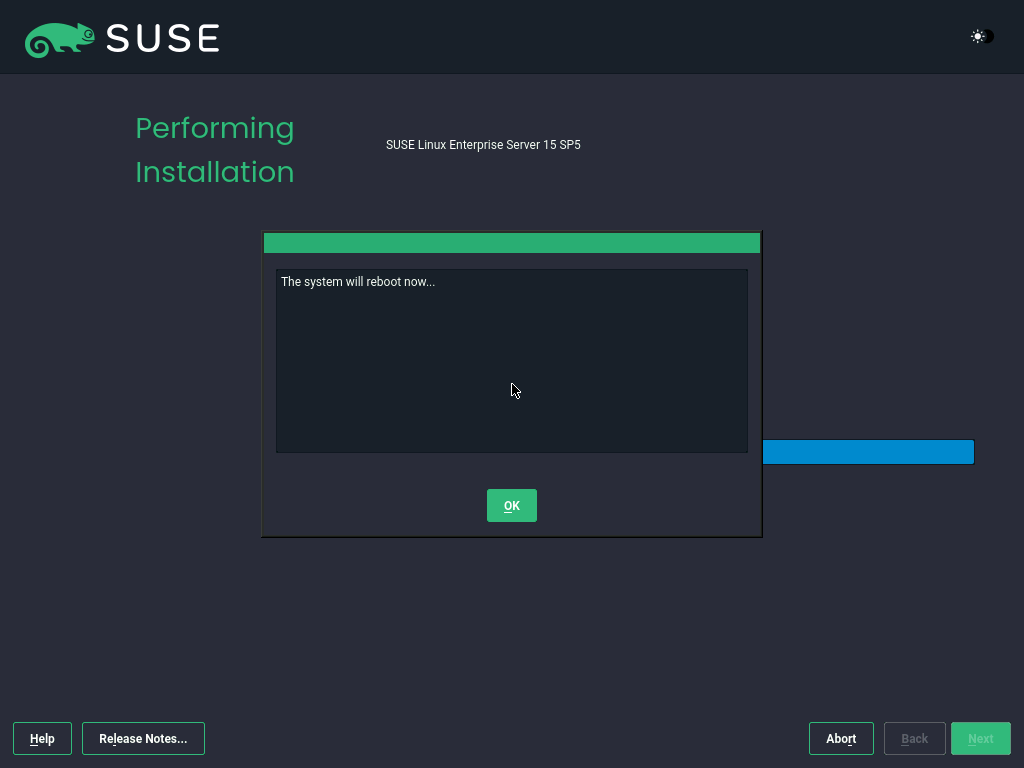 SUSE
Performing
Installation
SUSE Linux Enterprise Server 15 SP5
The system will reboot now...
OK
Help
Release Notes...
Abort
Back
Next